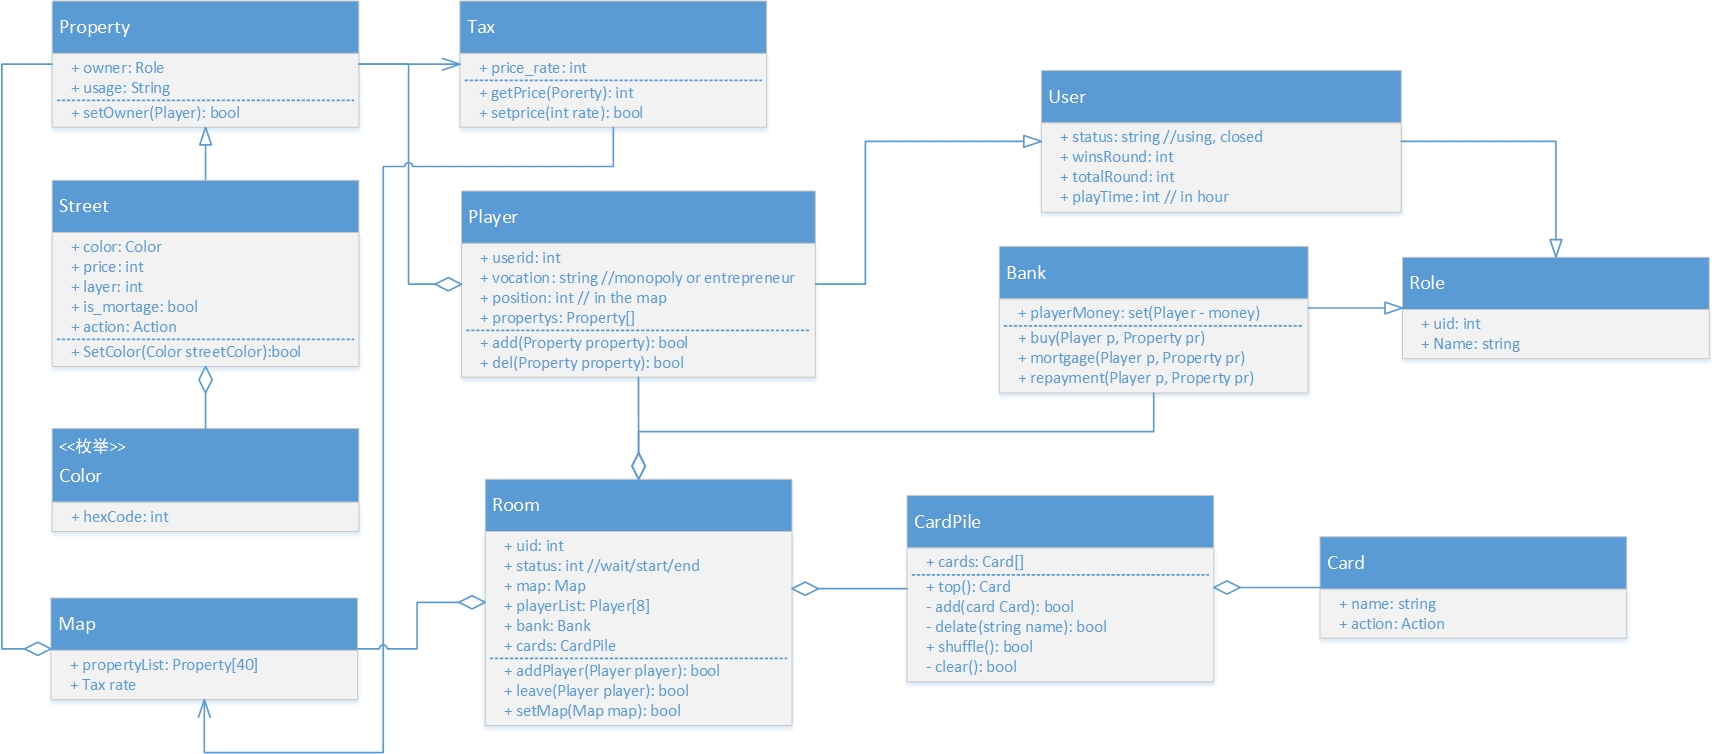 Property
+ owner: Role
+ usage: String
+ setOwner(Player): bool
Tax
+ price_rate: int
+ getPrice(Porerty): int
+ setprice(int rate): bool
User
+ status: string //using, closed
+ winsRound: int
+ totalRound: int
+ playTime: int // in hour
Street
+ color: Color
+ price: int
+ layer: int
+ is_mortage: bool
+ action: Action
+ SetColor(Color streetColor):bool
Player
+ userid: int
+ vocation: string //monopoly or entrepreneur
+ position: int // in the map
+ propertys: Property[]
+ add(Property property): bool
+ del(Property property): bool
Bank
+ playerMoney: set(Player - money)
+ buy(Player p, Property pr)
+ mortgage(Player p, Property pr)
+ repayment(Player p, Property pr)
Role
+ uid: int
+ Name: string
<<枚举>>
Color
+ hexCode: int
Room
+ uid: int
+ status: int //wait/start/end
+ map: Map
+ playerList: Player[8]
+ bank: Bank
+ cards: CardPile
+ addPlayer(Player player): bool
+ leave(Player player): bool
+ setMap(Map map): bool
CardPile
+ cards: Card[]
+ top(): Card
- add(card Card): bool
- delate(string name): bool
+ shuffle(): bool
- clear(): bool
Card
+ name: string
+ action: Action
Map
+ propertyList: Property[40]
+ Tax rate